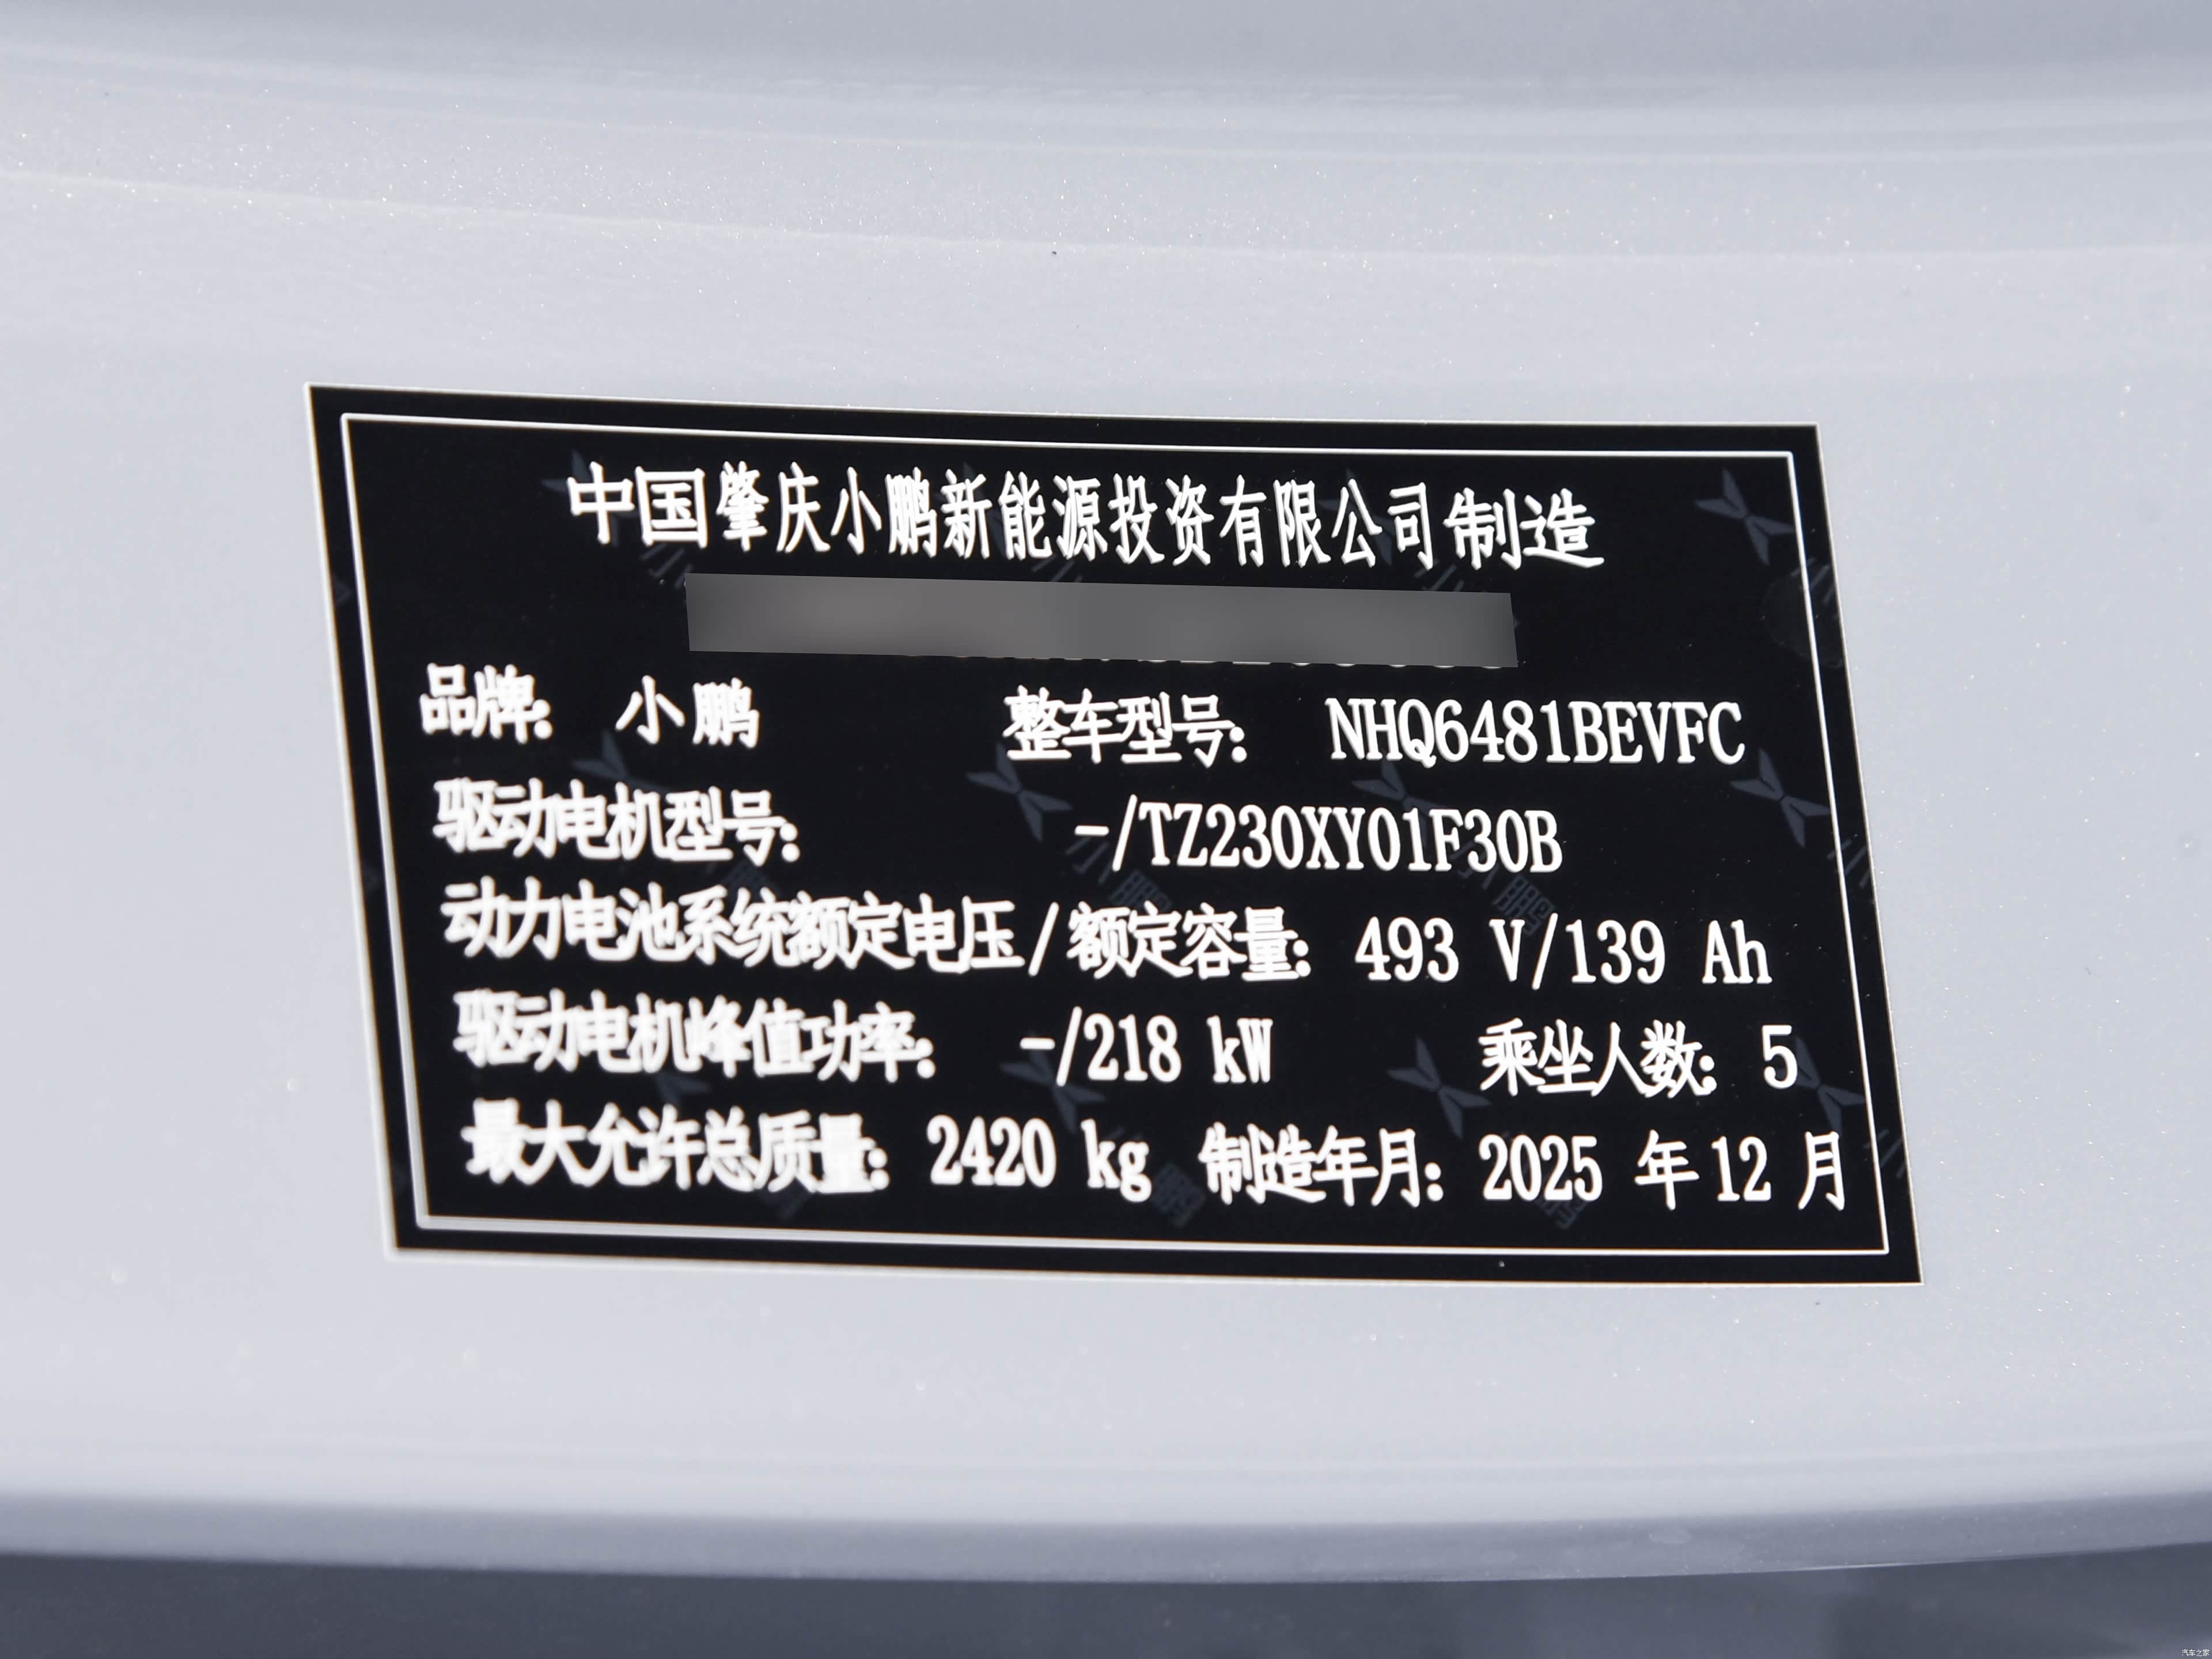 中国肇庆小鹏新能源投资有限公司制造
品牌: 小鹏 整车型号: NHQ6481BEVFC
驱动电机型号: -/TZ230XY01F30B
动力电池系统额定电压/额定容量: 493 V/139 Ah
驱动电机峰值功率: -/218 kW 乘坐人数: 5
最大允许总质量: 2420 kg 制造年月: 2025 年 12 月
汽车之家